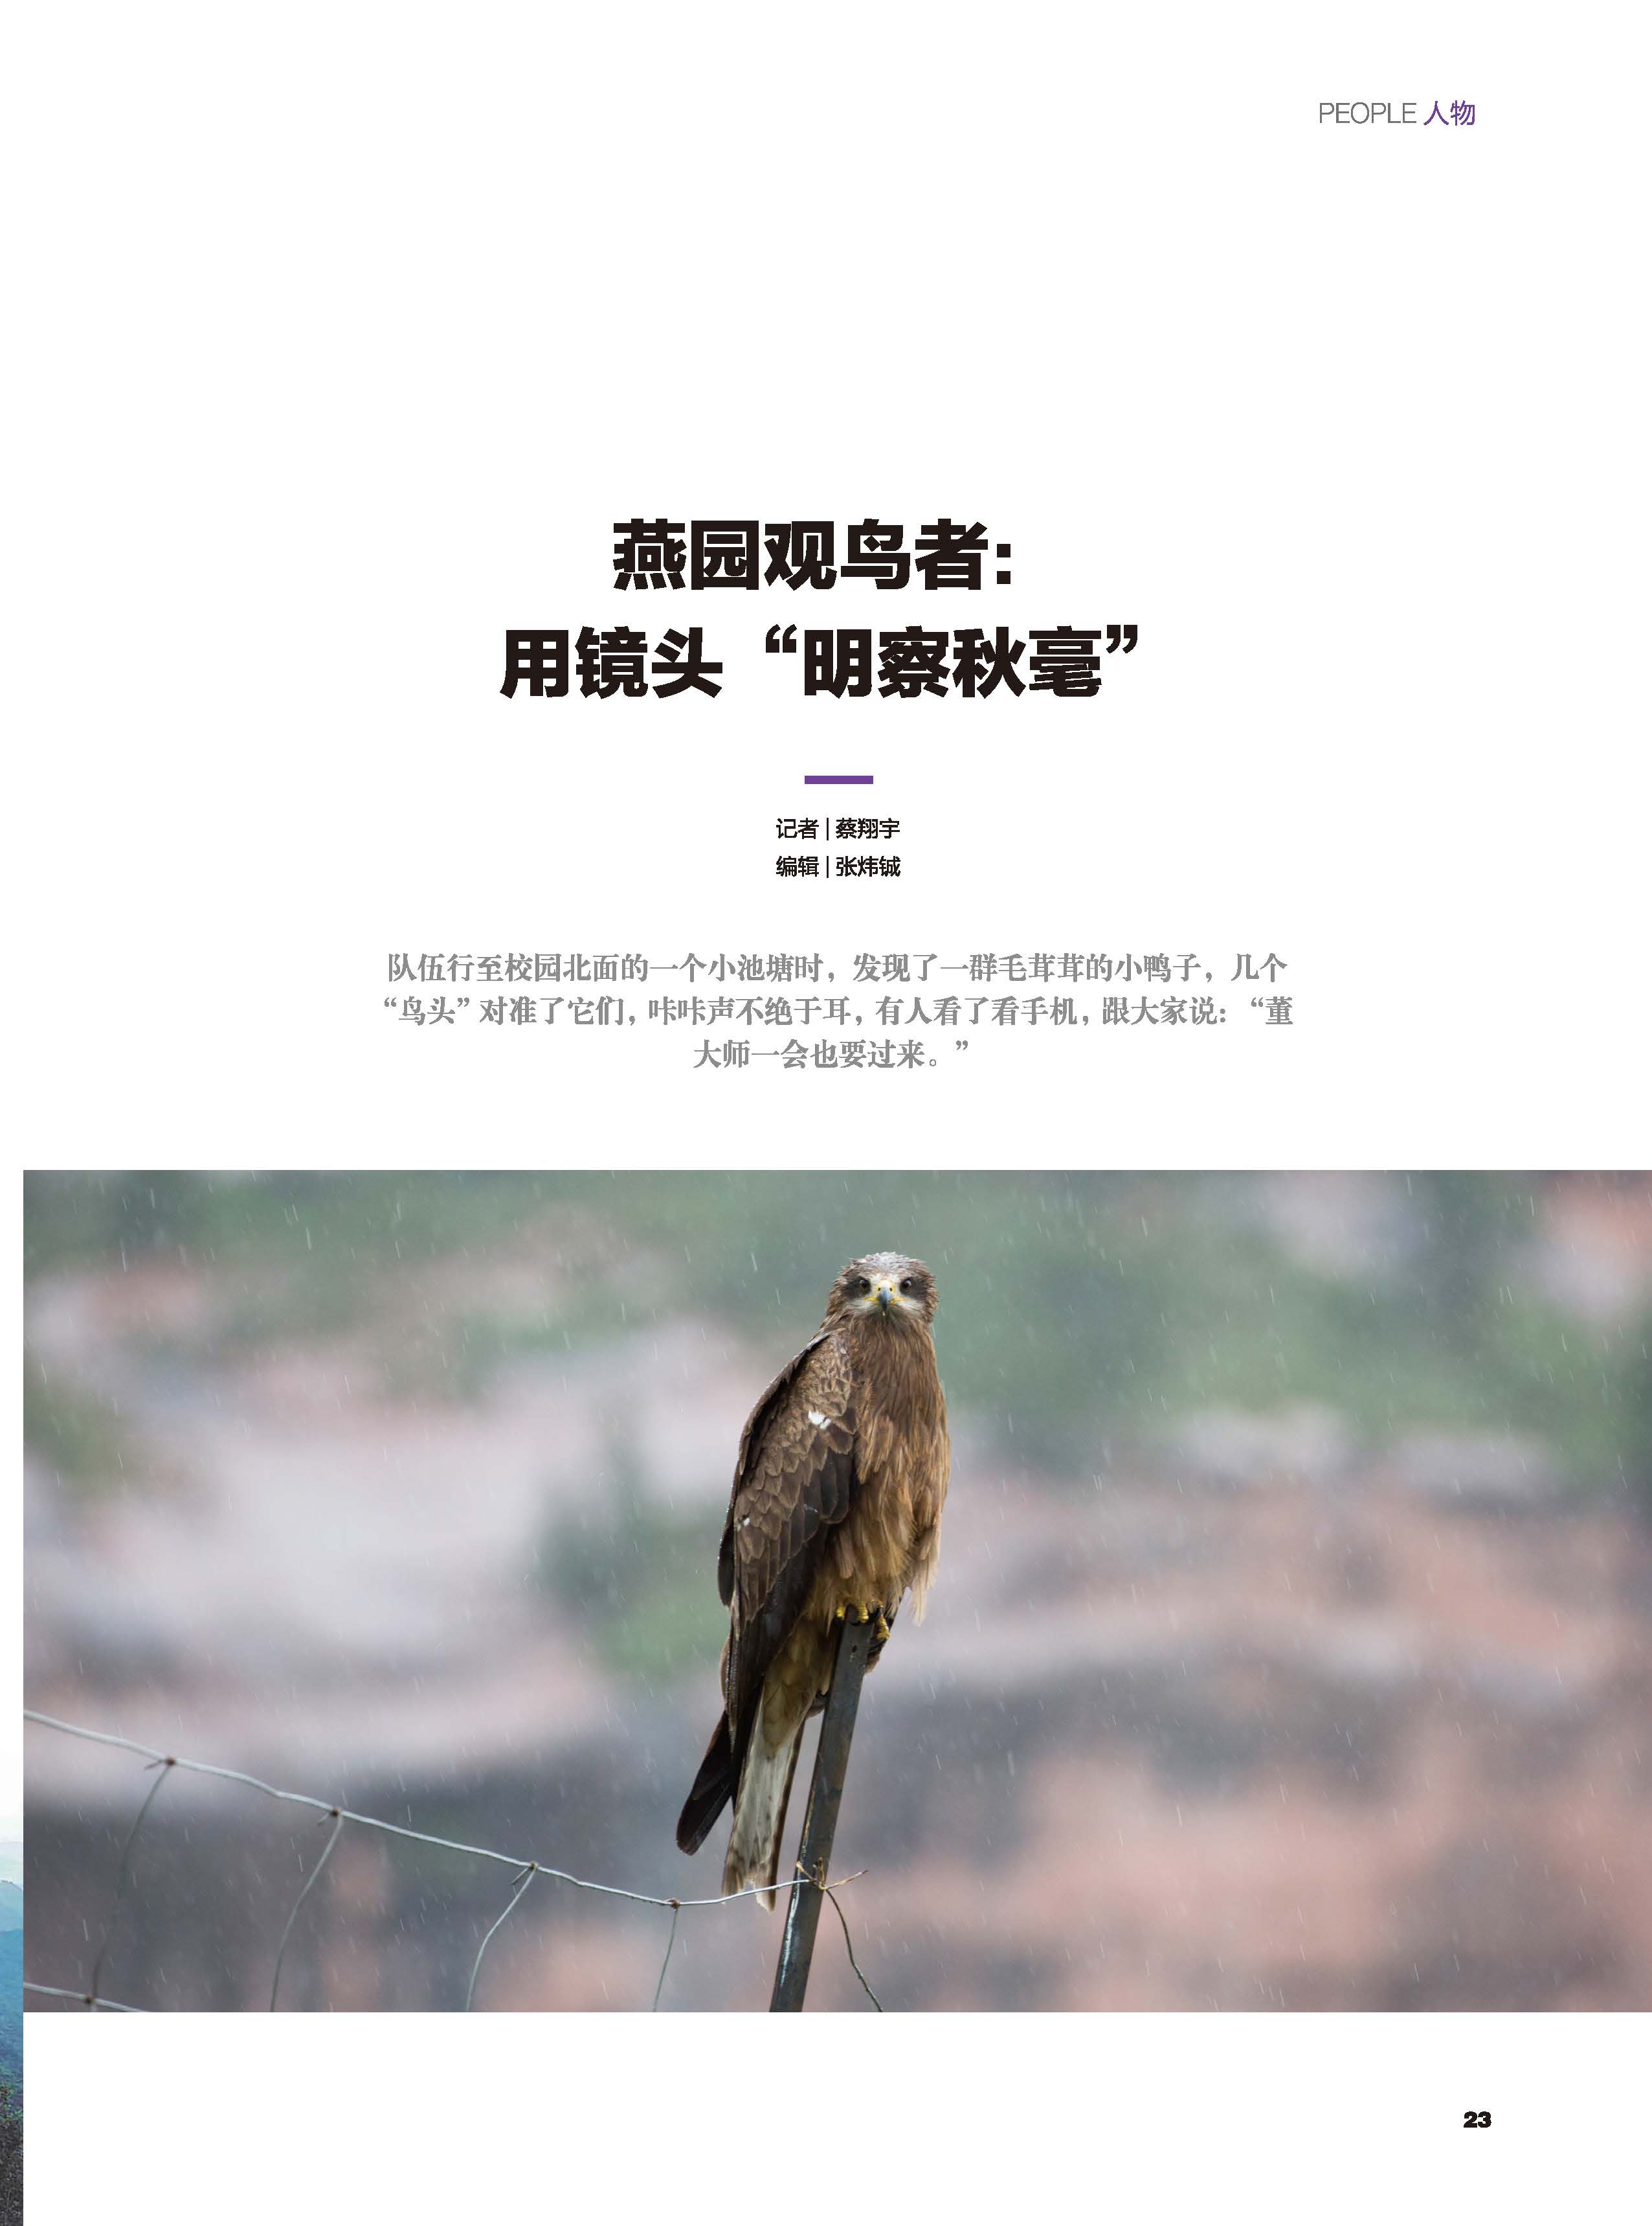 PEOPLE 人物
燕园观鸟者：
用镜头“明察秋毫”
记者 | 蔡翔宇
编辑 | 张炜铖
队伍行至校园北面的一个小池塘时，发现了一群毛茸茸的小鸭子，几个
“鸟头”对准了它们，咔咔声不绝于耳，有人看了看手机，跟大家说：“董
大师一会也要过来。”
23